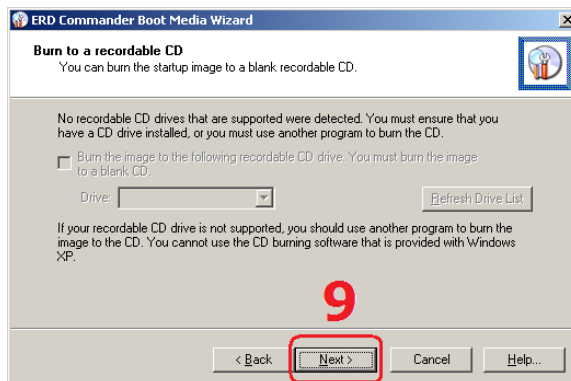 ERD Commander Boot Media Wizard
Burn to a recordable CD
You can burn the startup image to a blank recordable CD.
No recordable CD drives that are supported were detected. You must ensure that you
have a CD drive installed, or you must use another program to burn the CD.
Burn the image to the following recordable CD drive. You must burn the image
to a blank CD.
Drive:
Refresh Drive List
If your recordable CD drive is not supported, you should use another program to burn the
image to the CD. You cannot use the CD burning software that is provided with Windows
XP.
9
< Back Next > Cancel Help...